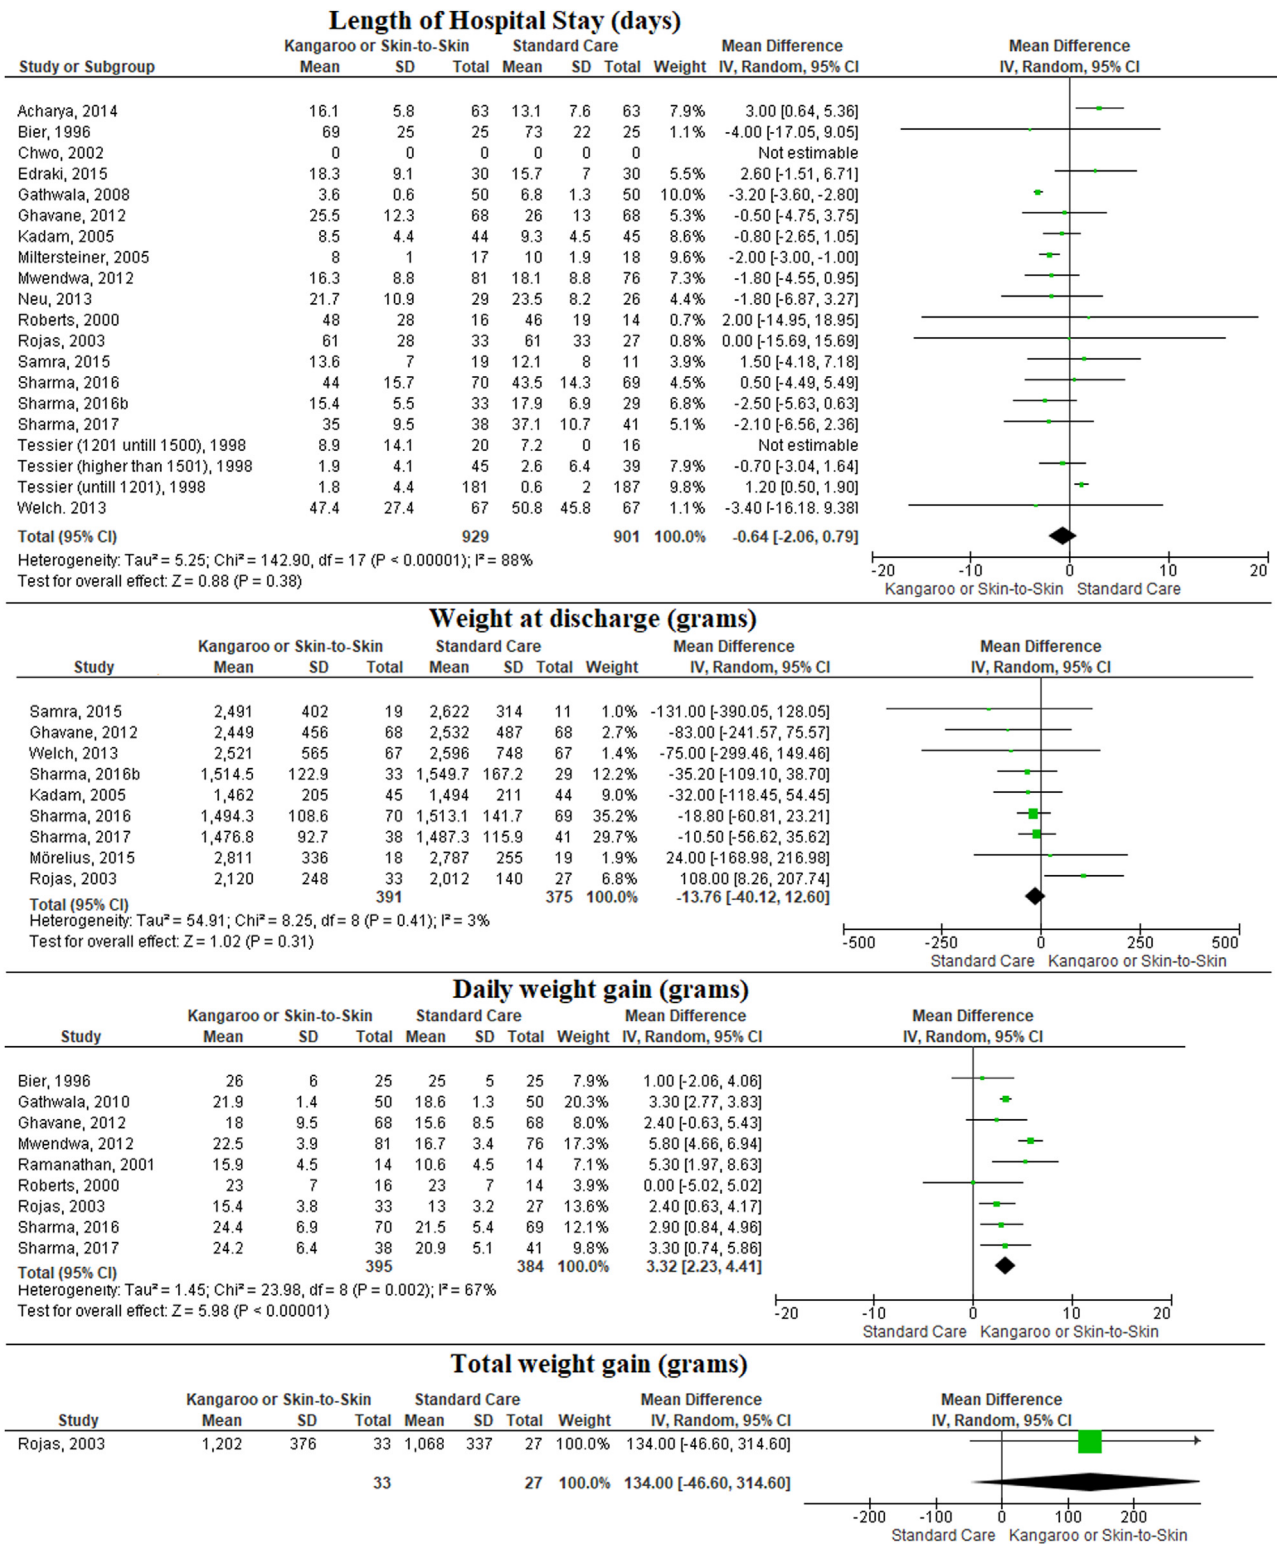 Length of Hospital Stay (days)
Kangaroo or Skin-to-Skin Standard Care Mean Difference Mean Difference
Study or Subgroup Mean SD Total Mean SD Total Weight IV, Random, 95% CI IV, Random, 95% CI
Acharya, 2014 16.1 5.8 63 13.1 7.6 63 7.9% 3.00 [0.64, 5.36]
Bier, 1996 69 25 25 73 22 25 1.1% -4.00 [-17.05, 9.05]
Chwo, 2002 0 0 0 0 0 0 Not estimable
Edraki, 2015 18.3 9.1 30 15.7 7 30 5.5% 2.60 [-1.51, 6.71]
Gathwala, 2008 3.6 0.6 50 6.8 1.3 50 10.0% -3.20 [-3.60, -2.80]
Ghavane, 2012 25.5 12.3 68 26 13 68 5.3% -0.50 [-4.75, 3.75]
Kadam, 2005 8.5 4.4 44 9.3 4.5 45 8.6% -0.80 [-2.65, 1.05]
Miltersteiner, 2005 8 1 17 10 1.9 18 9.6% -2.00 [-3.00, -1.00]
Mwendwa, 2012 16.3 8.8 81 18.1 8.8 76 7.3% -1.80 [-4.55, 0.95]
Neu, 2013 21.7 10.9 29 23.5 8.2 26 4.4% -1.80 [-6.87, 3.27]
Roberts, 2000 48 28 16 46 19 14 0.7% 2.00 [-14.95, 18.95]
Rojas, 2003 61 28 33 61 33 27 0.8% 0.00 [-15.69, 15.69]
Samra, 2015 13.6 7 19 12.1 8 11 3.9% 1.50 [-4.18, 7.18]
Sharma, 2016 44 15.7 70 43.5 14.3 69 4.5% 0.50 [-4.49, 5.49]
Sharma, 2016b 15.4 5.5 33 17.9 6.9 29 6.8% -2.50 [-5.63, 0.63]
Sharma, 2017 35 9.5 38 37.1 10.7 41 5.1% -2.10 [-6.56, 2.36]
Tessier (1201 untill 1500), 1998 8.9 14.1 20 7.2 0 16 Not estimable
Tessier (higher than 1501), 1998 1.9 4.1 45 2.6 6.4 39 7.9% -0.70 [-3.04, 1.64]
Tessier (untill 1201), 1998 1.8 4.4 181 0.6 2 187 9.8% 1.20 [0.50, 1.90]
Welch. 2013 47.4 27.4 67 50.8 45.8 67 1.1% -3.40 [-16.18, 9.38]
Total (95% CI) 929 901 100.0% -0.64 [-2.06, 0.79]
Heterogeneity: Tau² = 5.25; Chi² = 142.90, df = 17 (P < 0.00001); I² = 88%
Test for overall effect: Z = 0.88 (P = 0.38)
-20 -10 0 10 20
Kangaroo or Skin-to-Skin Standard Care
Weight at discharge (grams)
Kangaroo or Skin-to-Skin Standard Care Mean Difference Mean Difference
Study Mean SD Total Mean SD Total Weight IV, Random, 95% CI IV, Random, 95% CI
Samra, 2015 2,491 402 19 2,622 314 11 1.0% -131.00 [-390.05, 128.05]
Ghavane, 2012 2,449 456 68 2,532 487 68 2.7% -83.00 [-241.57, 75.57]
Welch, 2013 2,521 565 67 2,596 748 67 1.4% -75.00 [-299.46, 149.46]
Sharma, 2016b 1,514.5 122.9 33 1,549.7 167.2 29 12.2% -35.20 [-109.10, 38.70]
Kadam, 2005 1,462 205 45 1,494 211 44 9.0% -32.00 [-118.45, 54.45]
Sharma, 2016 1,494.3 108.6 70 1,513.1 141.7 69 35.2% -18.80 [-60.81, 23.21]
Sharma, 2017 1,476.8 92.7 38 1,487.3 115.9 41 29.7% -10.50 [-56.62, 35.62]
Mörelius, 2015 2,811 336 18 2,787 255 19 1.9% 24.00 [-168.98, 216.98]
Rojas, 2003 2,120 248 33 2,012 140 27 6.8% 108.00 [8.26, 207.74]
Total (95% CI) 391 375 100.0% -13.76 [-40.12, 12.60]
Heterogeneity: Tau² = 54.91; Chi² = 8.25, df = 8 (P = 0.41); I² = 3%
Test for overall effect: Z = 1.02 (P = 0.31)
-500 -250 0 250 500
Standard Care Kangaroo or Skin-to-Skin
Daily weight gain (grams)
Kangaroo or Skin-to-Skin Standard Care Mean Difference Mean Difference
Study Mean SD Total Mean SD Total Weight IV, Random, 95% CI IV, Random, 95% CI
Bier, 1996 26 6 25 25 5 25 7.9% 1.00 [-2.06, 4.06]
Gathwala, 2010 21.9 1.4 50 18.6 1.3 50 20.3% 3.30 [2.77, 3.83]
Ghavane, 2012 18 9.5 68 15.6 8.5 68 8.0% 2.40 [-0.63, 5.43]
Mwendwa, 2012 22.5 3.9 81 16.7 3.4 76 17.3% 5.80 [4.66, 6.94]
Ramanathan, 2001 15.9 4.5 14 10.6 4.5 14 7.1% 5.30 [1.97, 8.63]
Roberts, 2000 23 7 16 23 7 14 3.9% 0.00 [-5.02, 5.02]
Rojas, 2003 15.4 3.8 33 13 3.2 27 13.6% 2.40 [0.63, 4.17]
Sharma, 2016 24.4 6.9 70 21.5 5.4 69 12.1% 2.90 [0.84, 4.96]
Sharma, 2017 24.2 6.4 38 20.9 5.1 41 9.8% 3.30 [0.74, 5.86]
Total (95% CI) 395 384 100.0% 3.32 [2.23, 4.41]
Heterogeneity: Tau² = 1.45; Chi² = 23.98, df = 8 (P = 0.002); I² = 67%
Test for overall effect: Z = 5.98 (P < 0.00001)
-20 -10 0 10 20
Standard Care Kangaroo or Skin-to-Skin
Total weight gain (grams)
Kangaroo or Skin-to-Skin Standard Care Mean Difference Mean Difference
Study Mean SD Total Mean SD Total Weight IV, Random, 95% CI IV, Random, 95% CI
Rojas, 2003 1,202 376 33 1,068 337 27 100.0% 134.00 [-46.60, 314.60]
33 27 100.0% 134.00 [-46.60, 314.60]
-200 -100 0 100 200
Standard Care Kangaroo or Skin-to-Skin